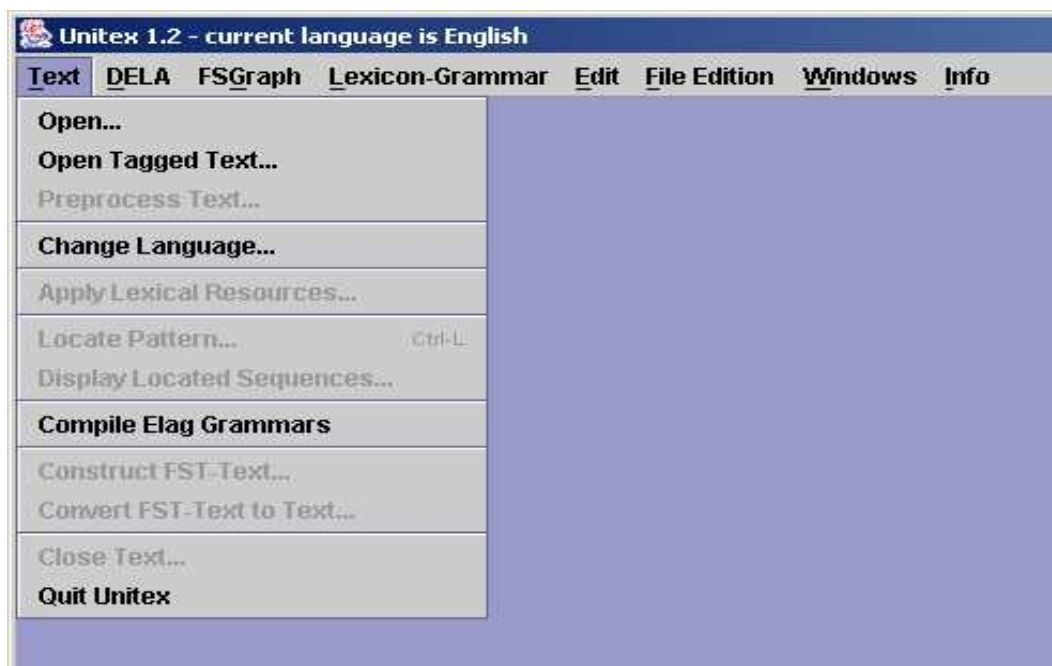 Unitex 1.2 - current language is English
Text DELA FSGraph Lexicon-Grammar Edit File Edition Windows Info
Open...
Open Tagged Text...
Preprocess Text...
Change Language...
Apply Lexical Resources...
Locate Pattern... Ctrl-L
Display Located Sequences...
Compile Elag Grammars
Construct FST-Text...
Convert FST-Text to Text...
Close Text...
Quit Unitex